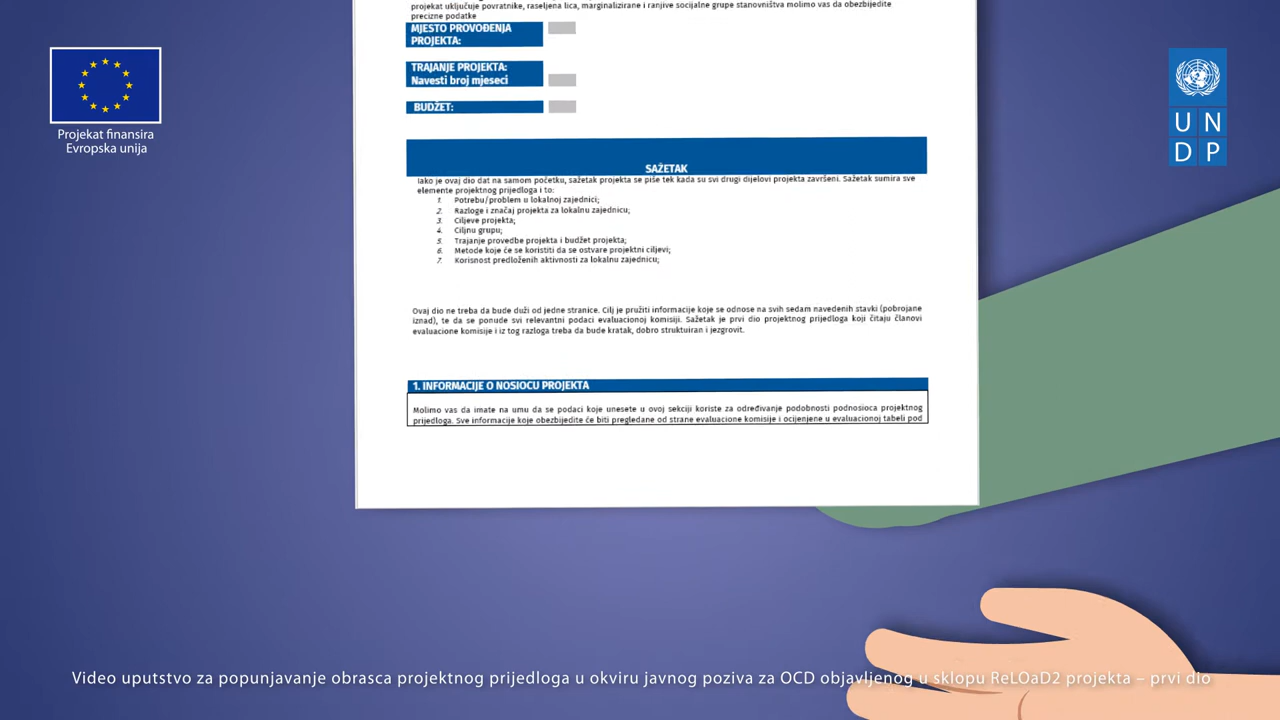 projekat uključuje povratnike, raseljena lica, marginalizirane i ranjive socijalne grupe stanovništva molimo vas da obezbijedite
precizne podatke
MJESTO PROVOĐENJA
PROJEKTA:
TRAJANJE PROJEKTA:
Navesti broj mjeseci
BUDŽET:
Projekat finansira
Evropska unija
U N
D P
SAŽETAK
Iako je ovaj dio dat na samom početku, sažetak projekta se piše tek kada su svi drugi dijelovi projekta završeni. Sažetak sumira sve
elemente projektnog prijedloga i to:
1. Potrebu/problem u lokalnoj zajednici;
2. Razloge i značaj projekta za lokalnu zajednicu;
3. Ciljeve projekta;
4. Ciljnu grupu;
5. Trajanje provedbe projekta i budžet projekta;
6. Metode koje će se koristiti da se ostvare projektni ciljevi;
7. Korisnost predloženih aktivnosti za lokalnu zajednicu;
Ovaj dio ne treba da bude duži od jedne stranice. Cilj je pružiti informacije koje se odnose na svih sedam navedenih stavki (pobrojane
iznad), te da se ponude svi relevantni podaci evaluacionoj komisiji. Sažetak je prvi dio projektnog prijedloga koji čitaju članovi
evaluacione komisije i iz tog razloga treba da bude kratak, dobro struktuiran i jezgrovit.
1. INFORMACIJE O NOSIOCU PROJEKTA
Molimo vas da imate na umu da se podaci koje unesete u ovoj sekciji koriste za određivanje podobnosti podnosioca projektnog
prijedloga. Sve informacije koje obezbijedite će biti pregledane od strane evaluacione komisije i ocijenjene u evaluacionoj tabeli pod
Video uputstvo za popunjavanje obrasca projektnog prijedloga u okviru javnog poziva za OCD objavljenog u sklopu ReLOaD2 projekta – prvi dio